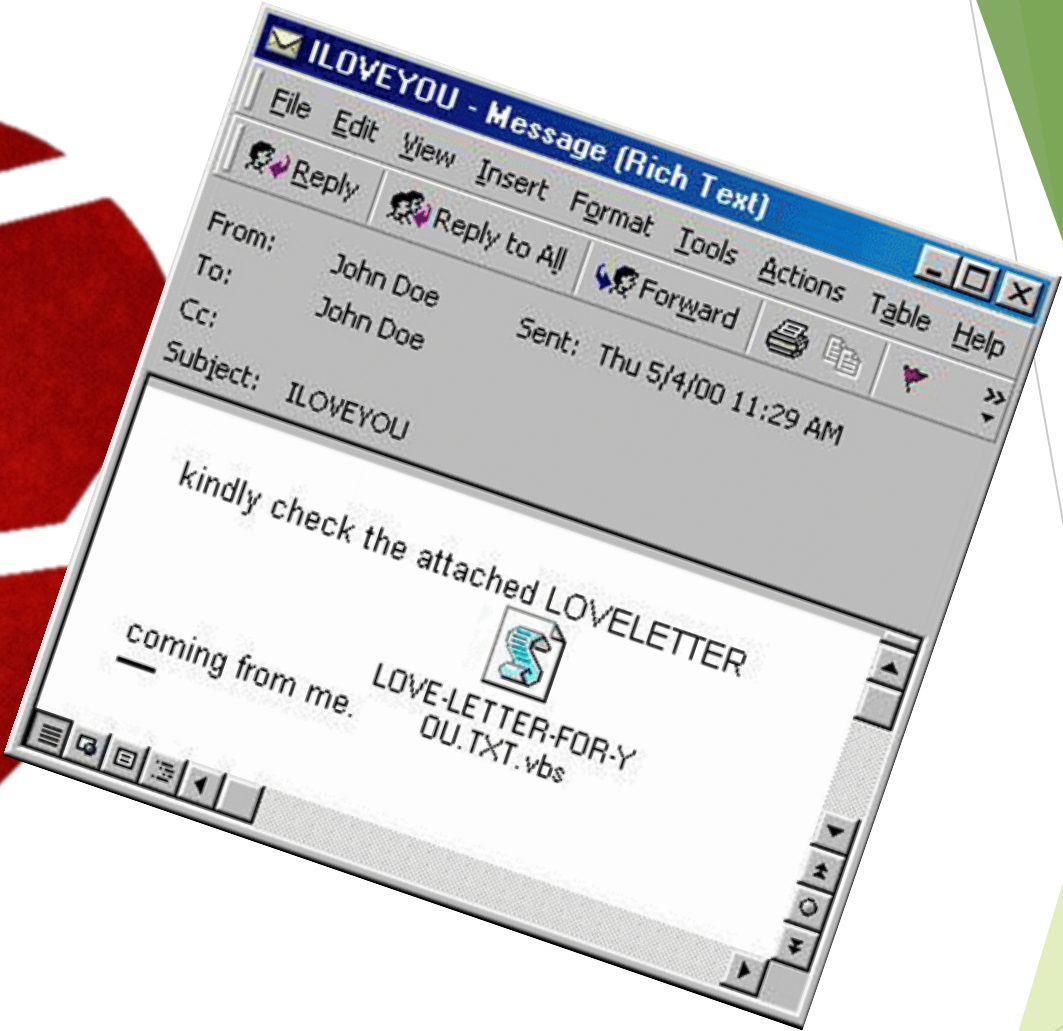 ILOVEYOU - Message (Rich Text)
File Edit View Insert Format Tools Actions Table Help
Reply Reply to All Forward
From: John Doe Sent: Thu 5/4/00 11:29 AM
To: John Doe
Cc:
Subject: ILOVEYOU
kindly check the attached LOVELETTER
coming from me.
LOVE-LETTER-FOR-Y
OU.TXT.vbs